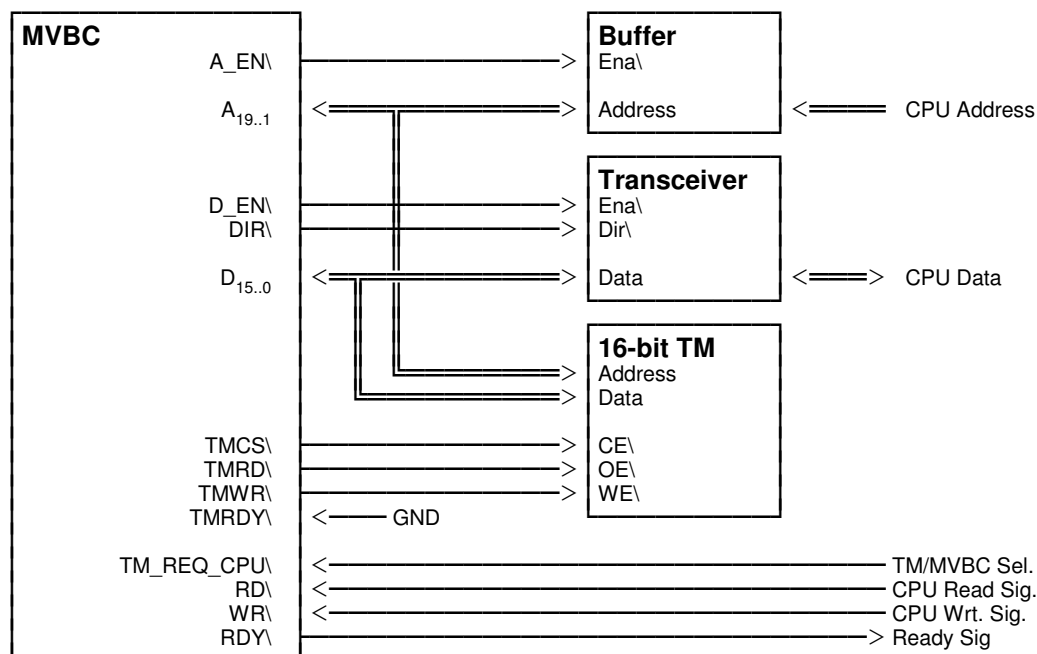 MVBC Buffer
A_EN\ Ena\
A19..1 Address CPU Address
Transceiver
D_EN\ Ena\
DIR\ Dir\
D15..0 Data CPU Data
16-bit TM
Address
Data
TMCS\ CE\
TMRD\ OE\
TMWR\ WE\
TMRDY\ GND
TM_REQ_CPU\ TM/MVBC Sel.
RD\ CPU Read Sig.
WR\ CPU Wrt. Sig.
RDY\ Ready Sig